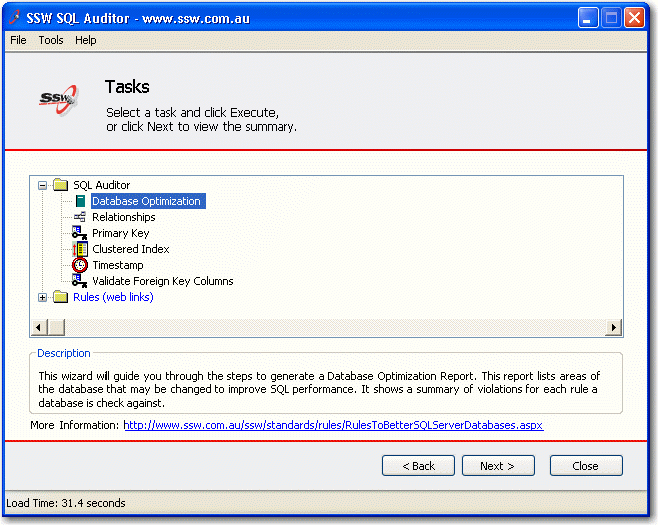 SSW SQL Auditor - www.ssw.com.au
File Tools Help
SSW
Tasks
Select a task and click Execute,
or click Next to view the summary.
SQL Auditor
Database Optimization
Relationships
Primary Key
Clustered Index
Timestamp
Validate Foreign Key Columns
Rules (web links)
Description
This wizard will guide you through the steps to generate a Database Optimization Report. This report lists areas of
the database that may be changed to improve SQL performance. It shows a summary of violations for each rule a
database is check against.
More Information: http://www.ssw.com.au/ssw/standards/rules/RulesToBetterSQLServerDatabases.aspx
< Back Next > Close
Load Time: 31.4 seconds